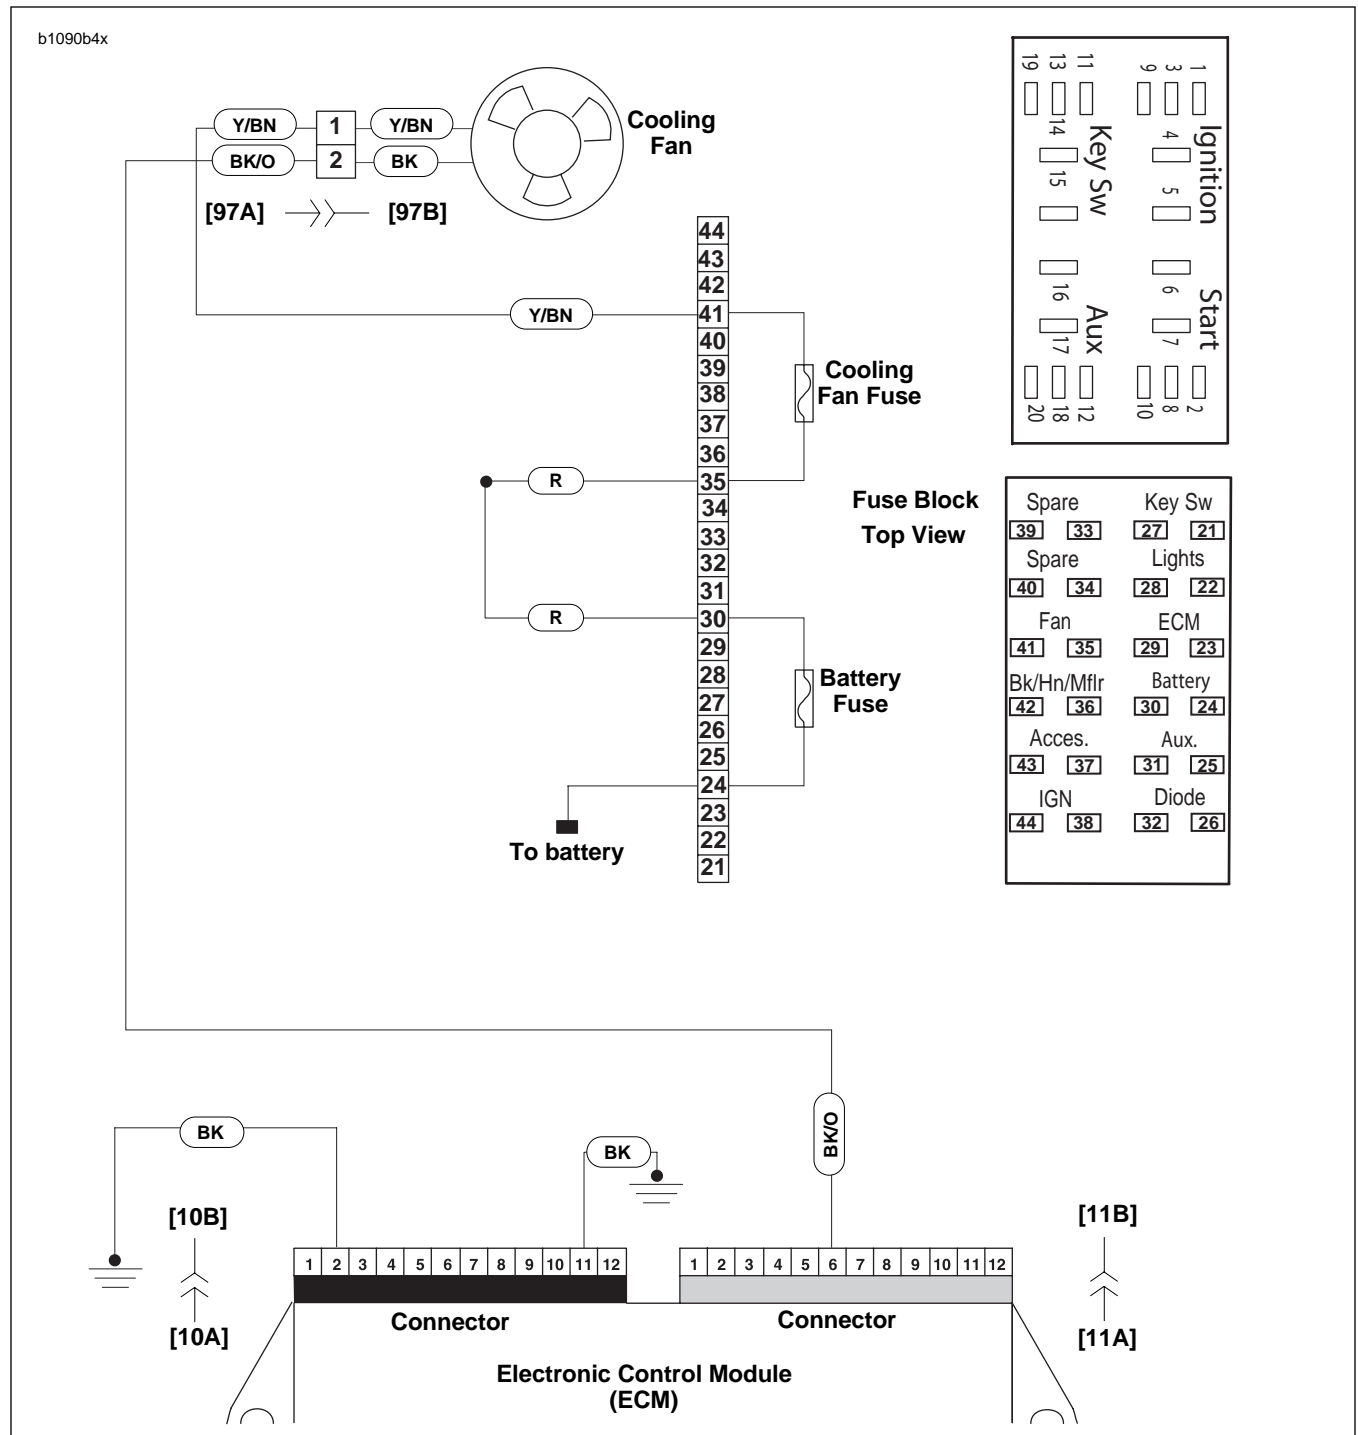 b1090b4x
Y/BN 1 Y/BN
BK/O 2 BK
[97A] [97B]
Cooling
Fan
Y/BN
44
43
42
41
40
39
38
37
36
35
34
33
32
31
30
29
28
27
26
25
24
23
22
21
Cooling
Fan Fuse
R
R
Battery
Fuse
To battery
19 13 11 9 3 1
14 4
15 5
Key Sw Ignition
16 6
17 7
Aux Start
20 18 12 10 8 2
Fuse Block
Top View
Spare Key Sw
39 33 27 21
Spare Lights
40 34 28 22
Fan ECM
41 35 29 23
Bk/Hn/Mflr Battery
42 36 30 24
Acces. Aux.
43 37 31 25
IGN Diode
44 38 32 26
BK
BK
BK/O
[10B]
[10A]
[11B]
[11A]
1 2 3 4 5 6 7 8 9 10 11 12
1 2 3 4 5 6 7 8 9 10 11 12
Connector
Connector
Electronic Control Module
(ECM)